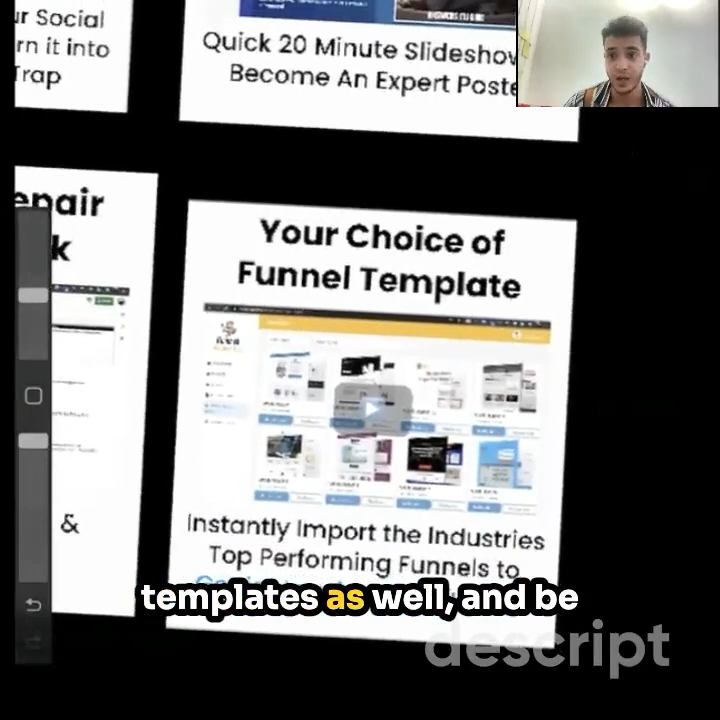 ur Social
rn it into
Trap
Quick 20 Minute Slideshow
Become An Expert Poste
epair
k
&
Your Choice of
Funnel Template
Instantly Import the Industries
Top Performing Funnels to
templates as well, and be
descript